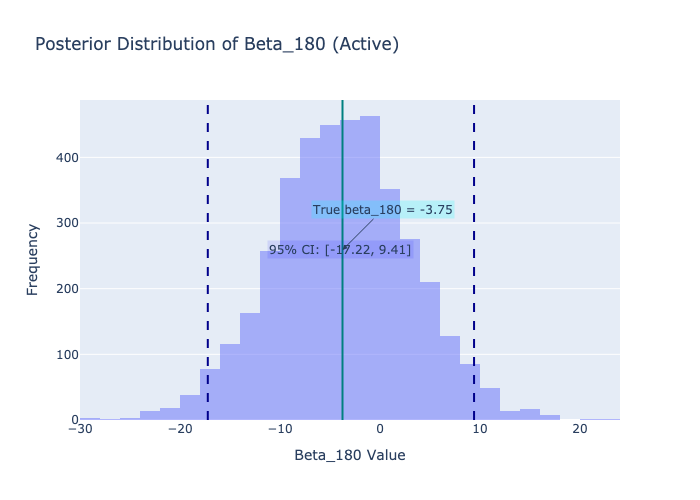 Posterior Distribution of Beta_180 (Active)
400
300
200
100
0
Frequency
True beta_180 = -3.75
95% CI: [-17.22, 9.41]
−30
−20
−10
0
10
20
Beta_180 Value